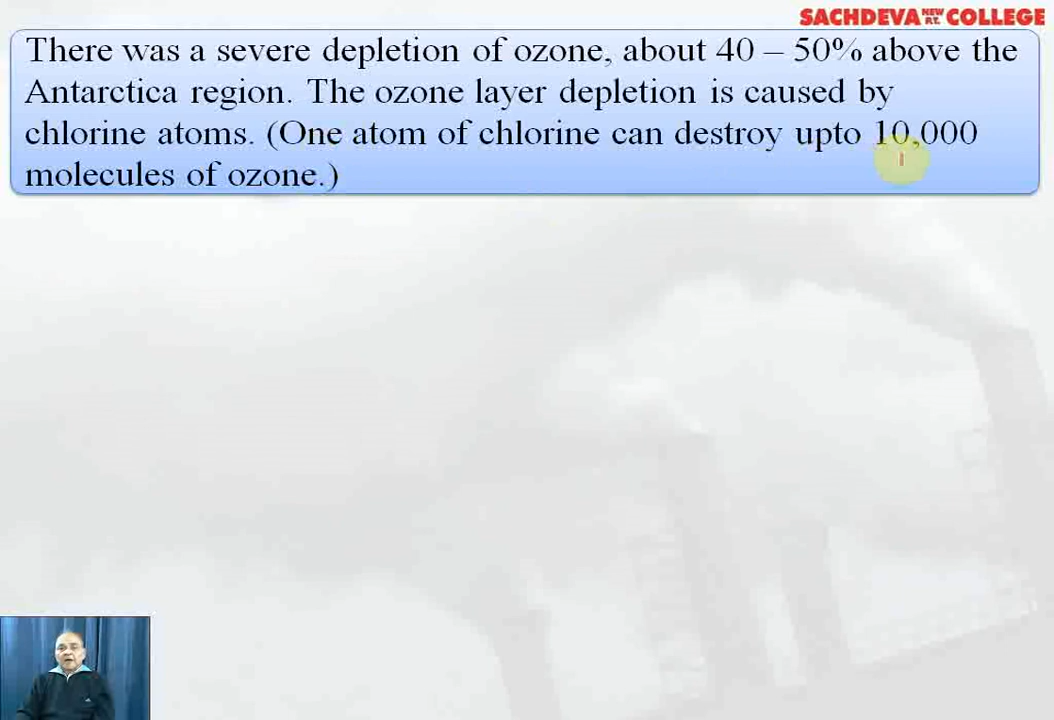 SACHDEVA NEW P.T. COLLEGE
There was a severe depletion of ozone, about 40 – 50% above the
Antarctica region. The ozone layer depletion is caused by
chlorine atoms. (One atom of chlorine can destroy upto 10,000
molecules of ozone.)